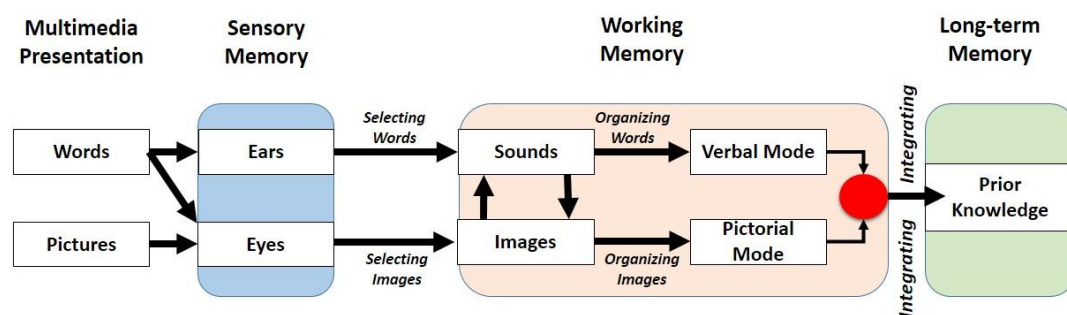 Multimedia
Presentation
Sensory
Memory
Working
Memory
Long-term
Memory
Words
Pictures
Ears
Eyes
Selecting
Words
Selecting
Images
Sounds
Images
Organizing
Words
Organizing
Images
Verbal Mode
Pictorial
Mode
Integrating
Integrating
Prior
Knowledge